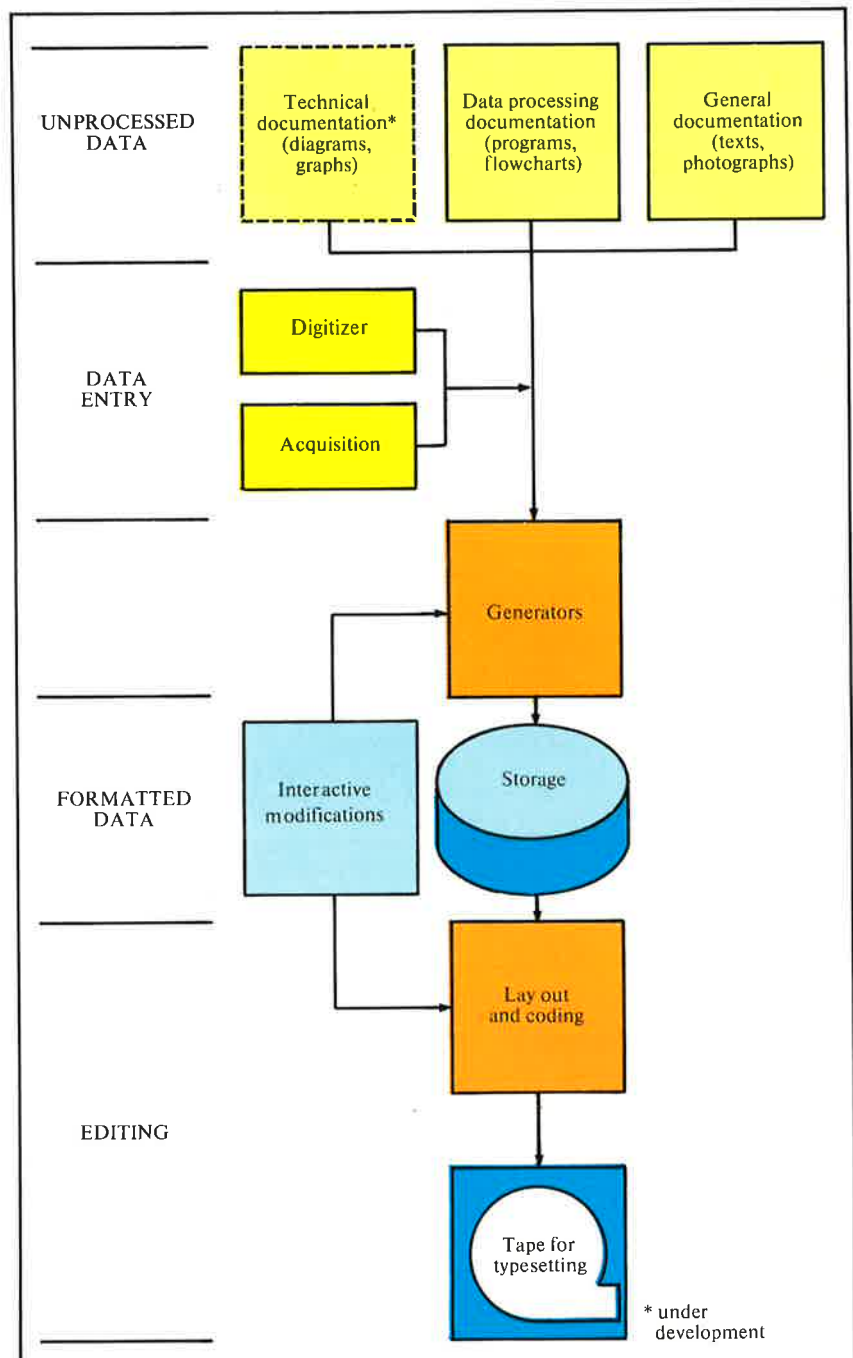 UNPROCESSED
DATA
Technical
documentation*
(diagrams,
graphs)
Data processing
documentation
(programs,
flowcharts)
General
documentation
(texts,
photographs)
DATA
ENTRY
Digitizer
Acquisition
Generators
FORMATTED
DATA
Interactive
modifications
Storage
Lay out
and coding
EDITING
Tape for
typesetting
* under
development